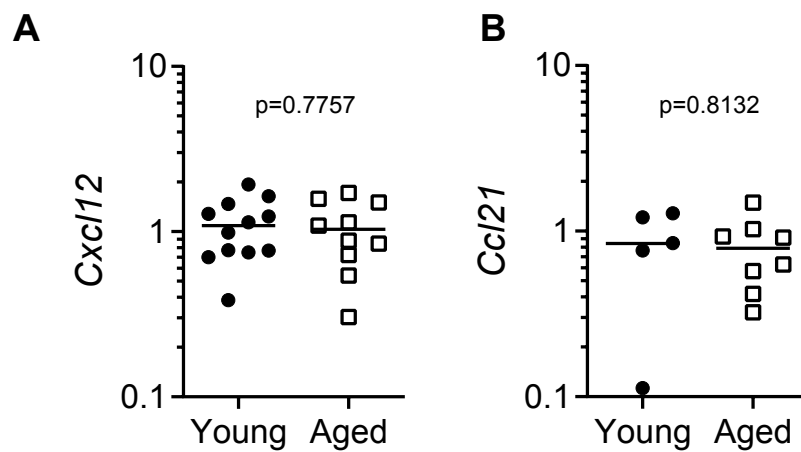 A
10
1
0.1
Cxcl12
p=0.7757
Young Aged
B
10
1
0.1
Ccl21
p=0.8132
Young Aged